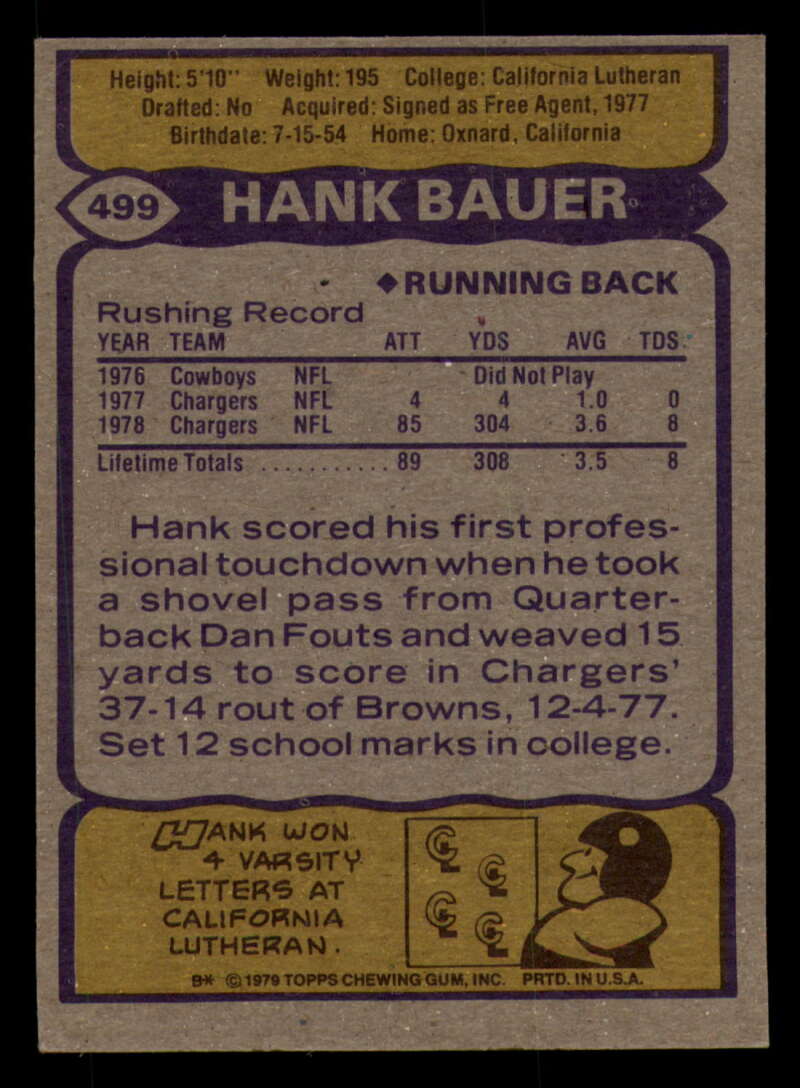 Height: 5'10" Weight: 195 College: California Lutheran
Drafted: No Acquired: Signed as Free Agent, 1977
Birthdate: 7-15-54 Home: Oxnard, California
499 HANK BAUER
◆RUNNING BACK
Rushing Record
YEAR TEAM ATT YDS AVG TDS
1976 Cowboys NFL Did Not Play
1977 Chargers NFL 4 4 1.0 0
1978 Chargers NFL 85 304 3.6 8
Lifetime Totals ............ 89 308 3.5 8
Hank scored his first profes-
sional touchdown when he took
a shovel pass from Quarter-
back Dan Fouts and weaved 15
yards to score in Chargers'
37-14 rout of Browns, 12-4-77.
Set 12 school marks in college.
HANK WON
4 VARSITY
LETTERS AT
CALIFORNIA
LUTHERAN.
CL CL CL CL
B* © 1979 TOPPS CHEWING GUM, INC. PRTD. IN U.S.A.